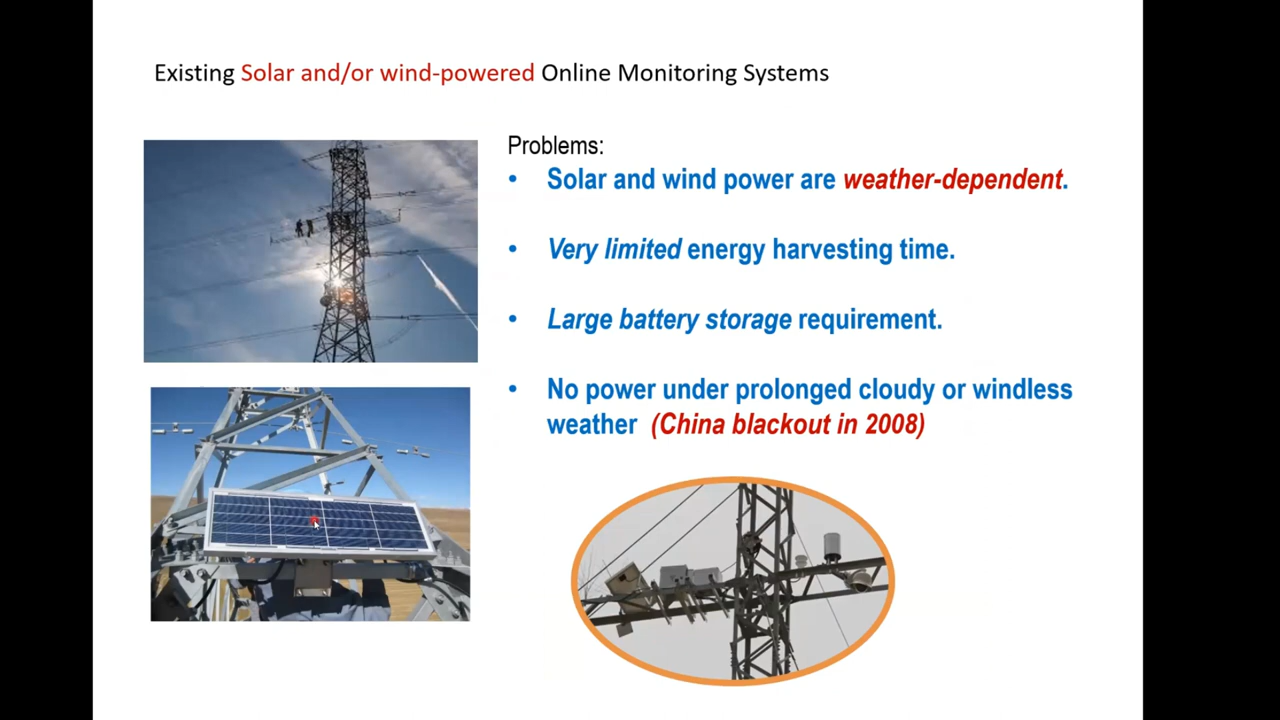 Existing Solar and/or wind-powered Online Monitoring Systems
Problems:
• Solar and wind power are weather-dependent.
• Very limited energy harvesting time.
• Large battery storage requirement.
• No power under prolonged cloudy or windless
weather (China blackout in 2008)